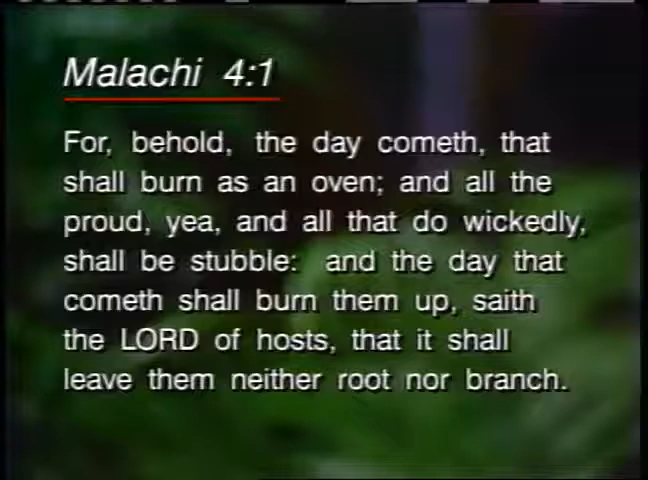 Malachi 4:1
For, behold, the day cometh, that
shall burn as an oven; and all the
proud, yea, and all that do wickedly,
shall be stubble: and the day that
cometh shall burn them up, saith
the LORD of hosts, that it shall
leave them neither root nor branch.